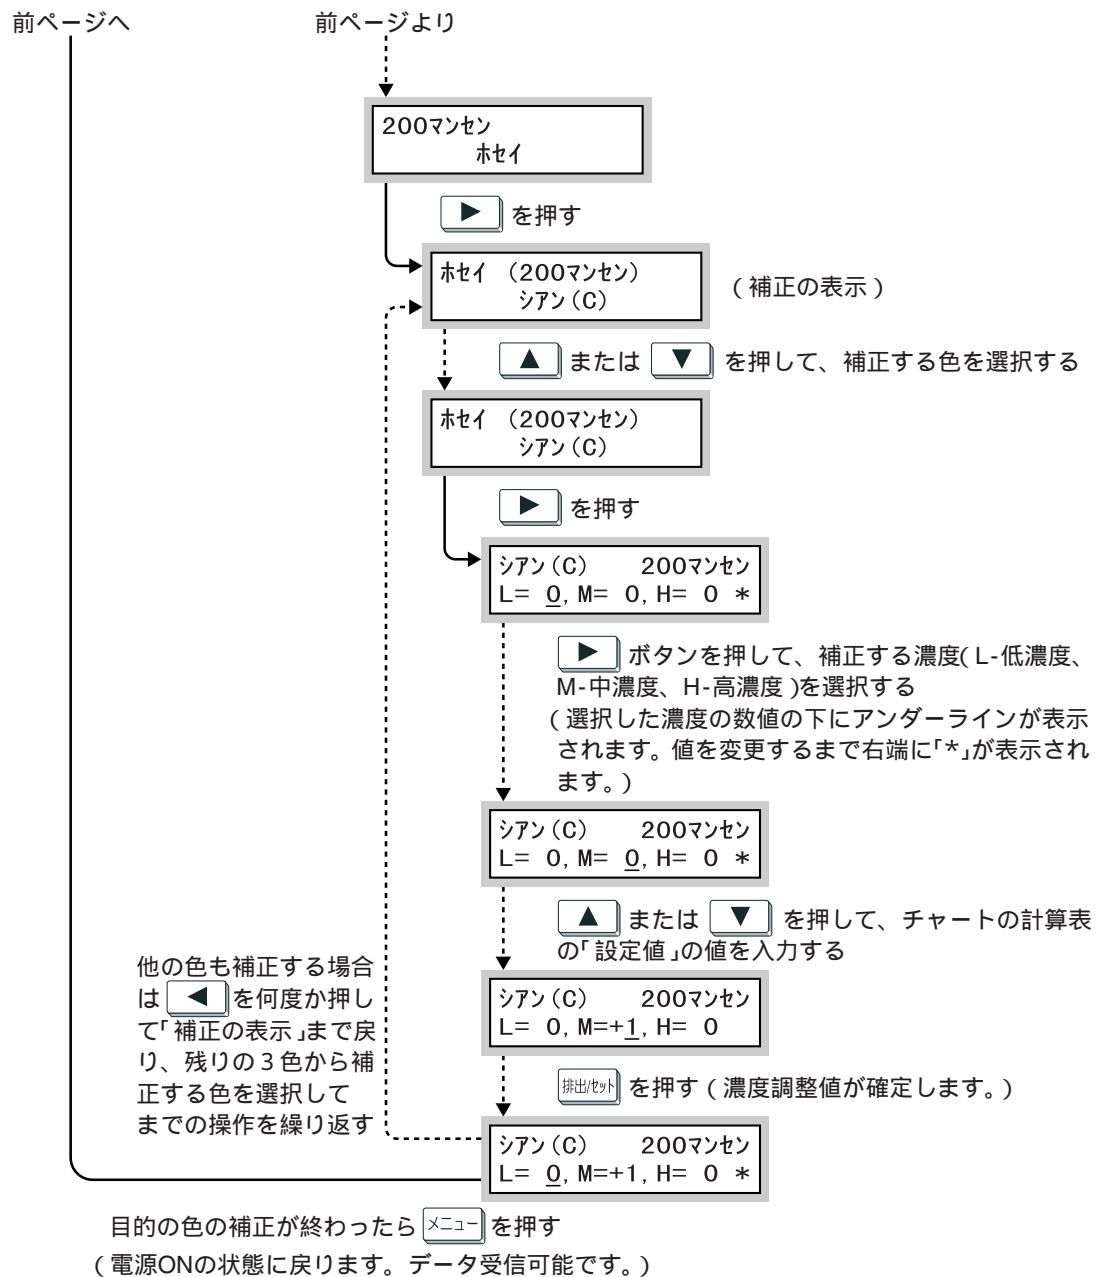 前ページへ
前ページより
200マンセン
ホセイ
▶ を押す
ホセイ （200マンセン）
シアン（C）
（補正の表示）
▲ または ▼ を押して、補正する色を選択する
ホセイ （200マンセン）
シアン（C）
▶ を押す
シアン（C） 200マンセン
L= 0, M= 0, H= 0 *
▶ ボタンを押して、補正する濃度（L-低濃度、
M-中濃度、H-高濃度）を選択する
（選択した濃度の数値の下にアンダーラインが表示
されます。値を変更するまで右端に「*」が表示され
ます。）
シアン（C） 200マンセン
L= 0, M= 0, H= 0 *
▲ または ▼ を押して、チャートの計算表
の「設定値」の値を入力する
シアン（C） 200マンセン
L= 0, M=+1, H= 0
排出/セット を押す（濃度調整値が確定します。）
シアン（C） 200マンセン
L= 0, M=+1, H= 0 *
他の色も補正する場合
は ◀ を何度か押し
て「補正の表示」まで戻
り、残りの３色から補
正する色を選択して
までの操作を繰り返す
目的の色の補正が終わったら メニュー を押す
（電源ONの状態に戻ります。データ受信可能です。）